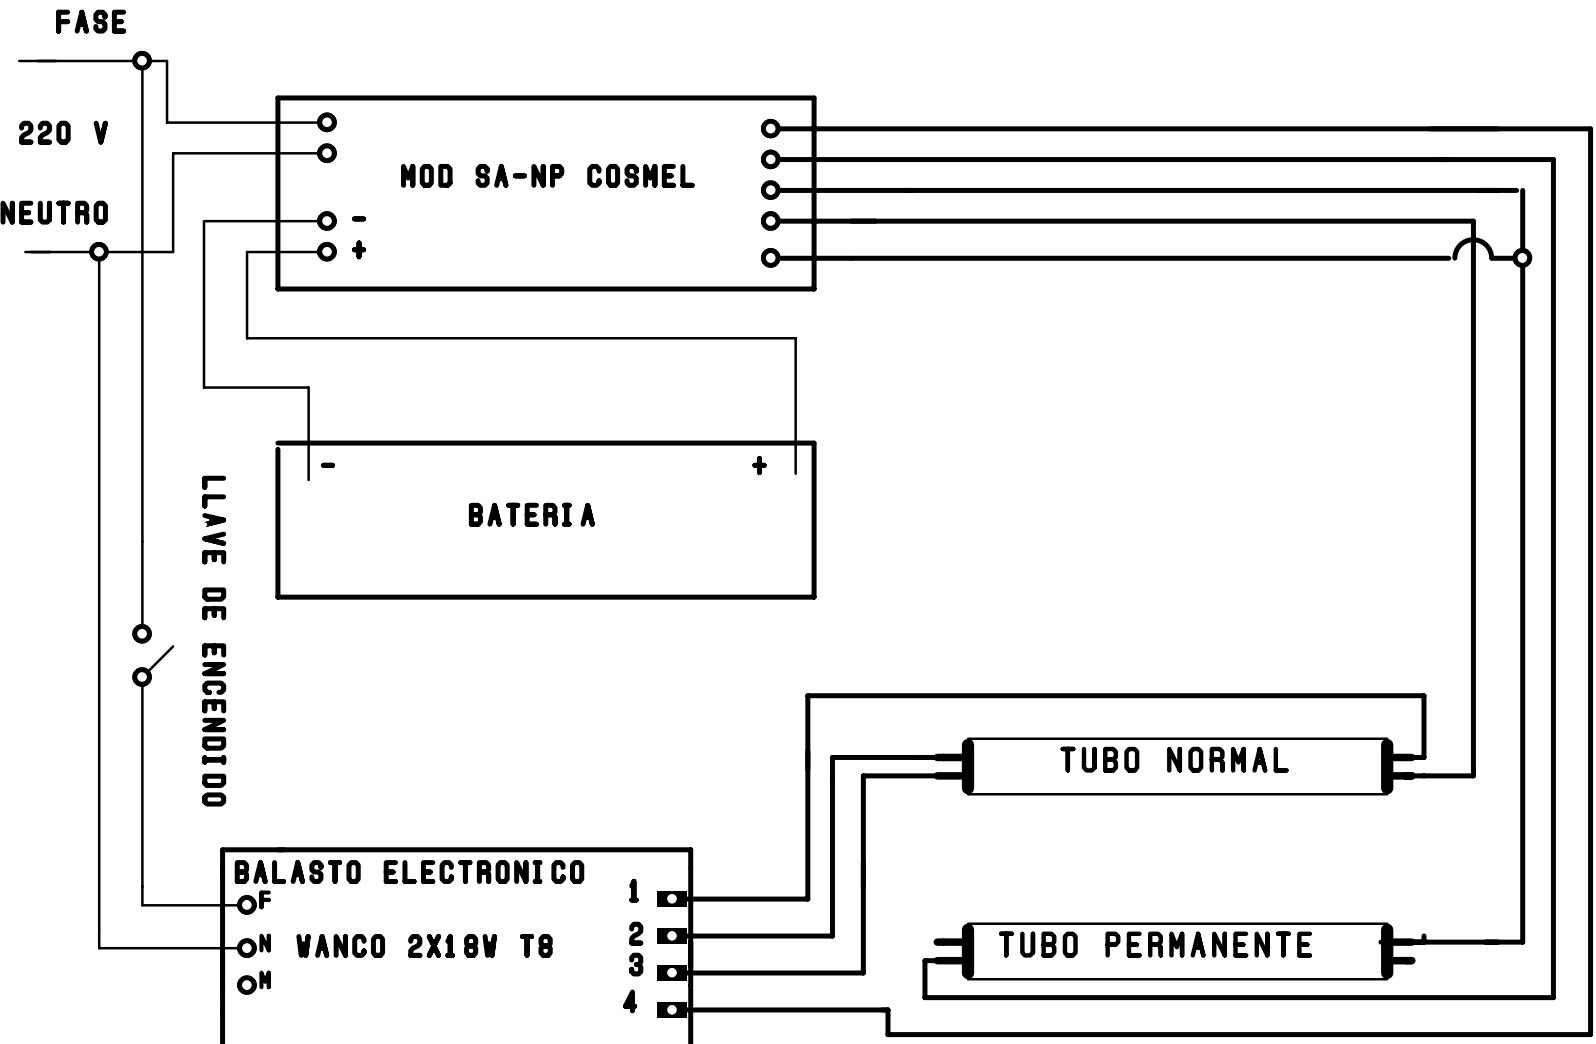 FASE
220 V
NEUTRO
MOD SA-NP COSMEL
-
+
-
+
BATERIA
LLAVE DE ENCENDIDO
TUBO NORMAL
BALASTO ELECTRONICO
F
1
N
WANCO 2X18W T8
2
3
M
4
TUBO PERMANENTE